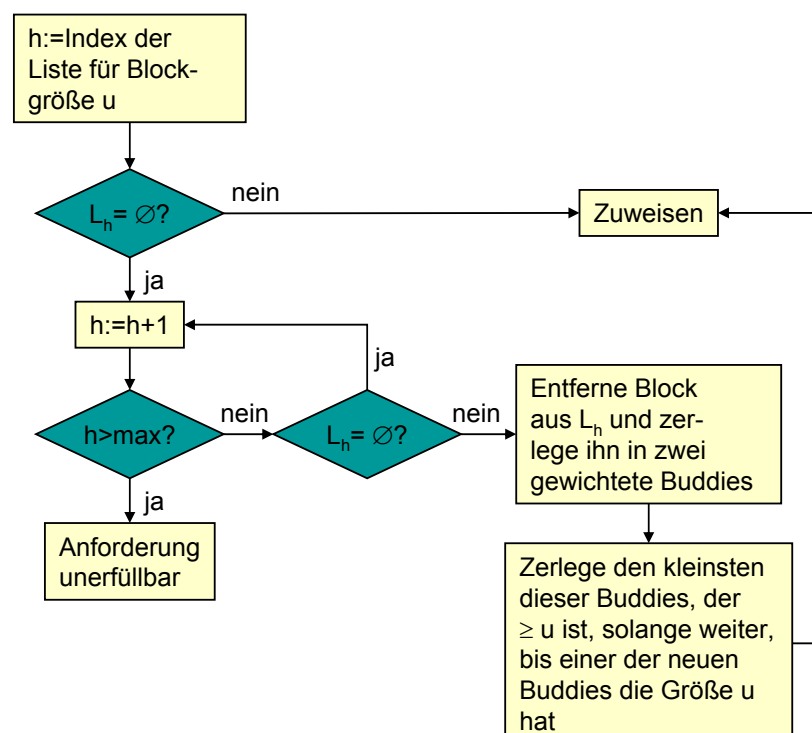 h:=Index der
Liste für Block-
größe u
nein
Lₕ= ∅?
Zuweisen
ja
h:=h+1
ja
h>max?
nein
Lₕ= ∅?
nein
Entferne Block
aus Lₕ und zer-
lege ihn in zwei
gewichtete Buddies
ja
Anforderung
unerfüllbar
Zerlege den kleinsten
dieser Buddies, der
≥ u ist, solange weiter,
bis einer der neuen
Buddies die Größe u
hat